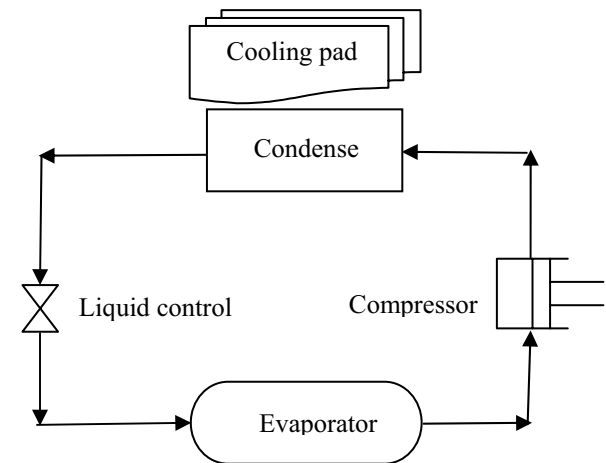 Cooling pad
Condense
Liquid control
Compressor
Evaporator